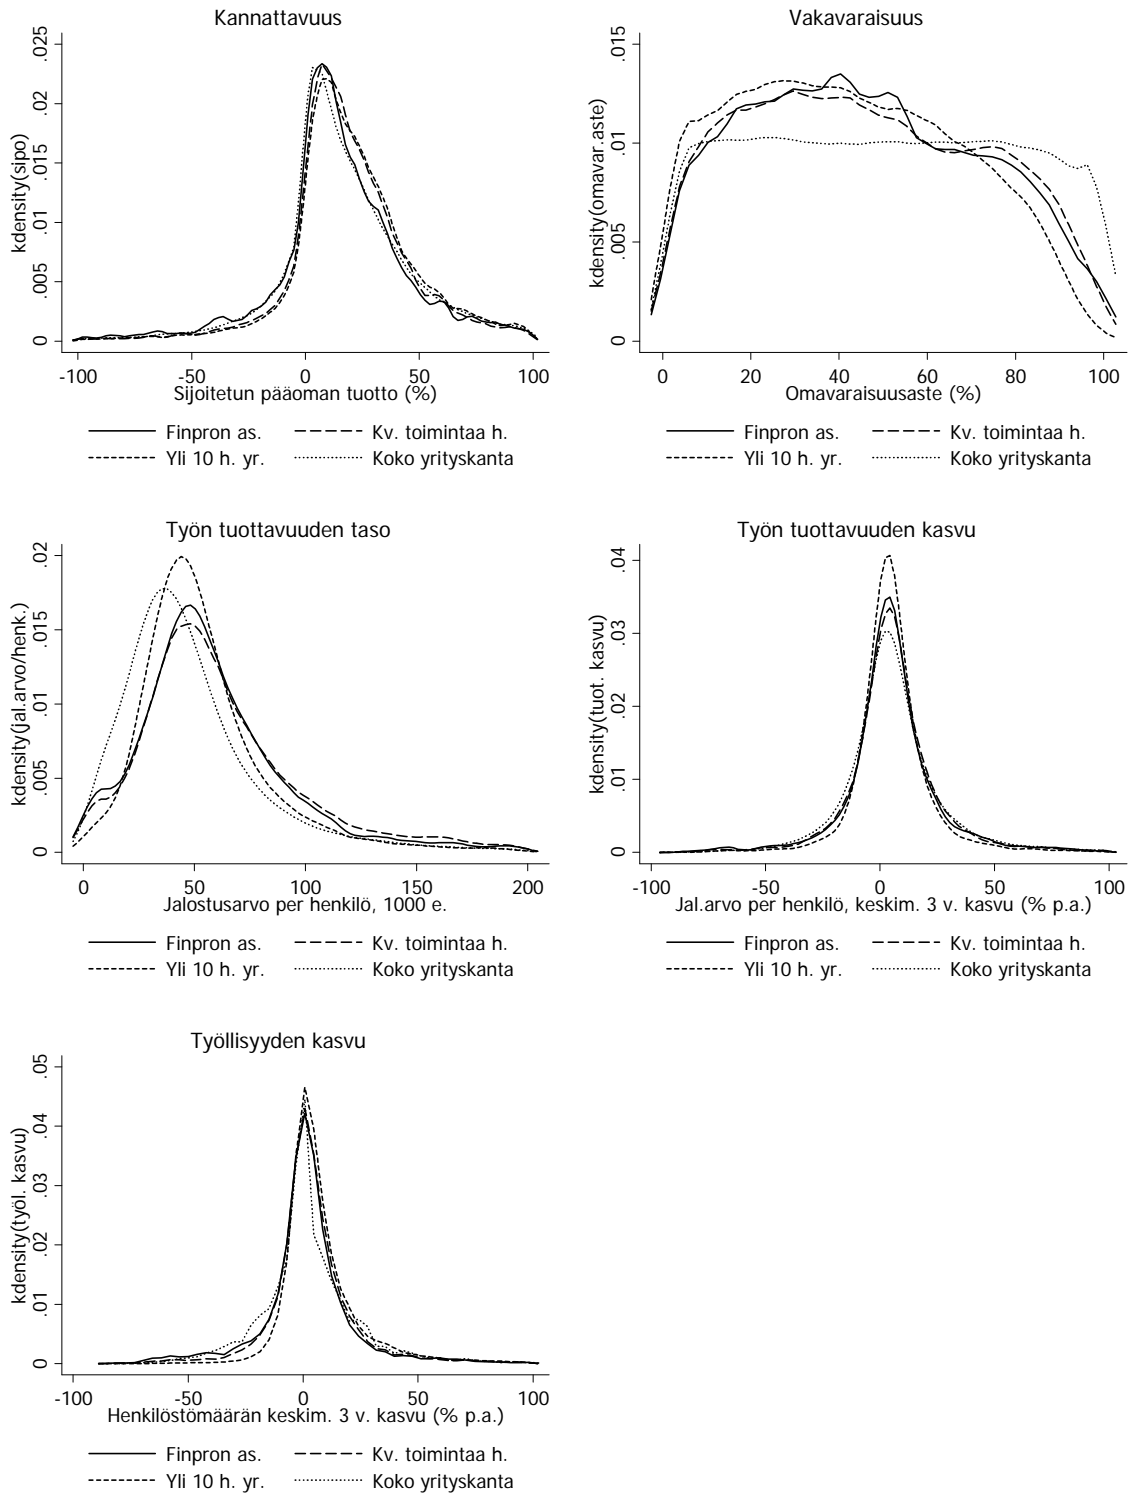 Kannattavuus
kdensity(sipo)
0 .005 .01 .015 .02 .025
-100 -50 0 50 100
Sijoitetun pääoman tuotto (%)
Finpron as. Kv. toimintaa h.
Yli 10 h. yr. Koko yrityskanta
Vakavaraisuus
kdensity(omavar.aste)
0 .005 .01 .015
0 20 40 60 80 100
Omavaraisuusaste (%)
Finpron as. Kv. toimintaa h.
Yli 10 h. yr. Koko yrityskanta
Työn tuottavuuden taso
kdensity(jal.arvo/henk.)
0 .005 .01 .015 .02
0 50 100 150 200
Jalostusarvo per henkilö, 1000 e.
Finpron as. Kv. toimintaa h.
Yli 10 h. yr. Koko yrityskanta
Työn tuottavuuden kasvu
kdensity(tuot. kasvu)
0 .01 .02 .03 .04
-100 -50 0 50 100
Jal.arvo per henkilö, keskim. 3 v. kasvu (% p.a.)
Finpron as. Kv. toimintaa h.
Yli 10 h. yr. Koko yrityskanta
Työllisyyden kasvu
kdensity(työl. kasvu)
0 .01 .02 .03 .04 .05
-100 -50 0 50 100
Henkilöstömäärän keskim. 3 v. kasvu (% p.a.)
Finpron as. Kv. toimintaa h.
Yli 10 h. yr. Koko yrityskanta